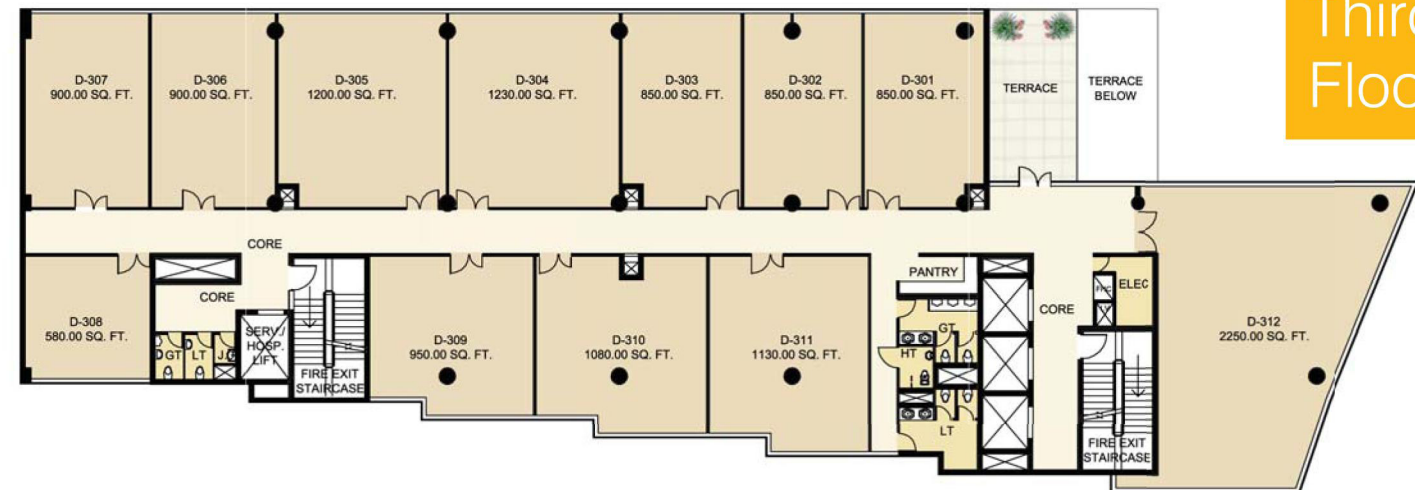 Third
D-307
900.00 SQ. FT.
D-306
900.00 SQ. FT.
D-305
1200.00 SQ. FT.
D-304
1230.00 SQ. FT.
D-303
850.00 SQ. FT.
D-302
850.00 SQ. FT.
D-301
850.00 SQ. FT.
TERRACE
TERRACE
BELOW
CORE
CORE
D-308
580.00 SQ. FT.
GT
LT
J.C
SERV./
HOSP.
LIFT
FIRE EXIT
STAIRCASE
D-309
950.00 SQ. FT.
D-310
1080.00 SQ. FT.
D-311
1130.00 SQ. FT.
PANTRY
GT
HT
LT
CORE
FHC
ELEC
FIRE EXIT
STAIRCASE
D-312
2250.00 SQ. FT.